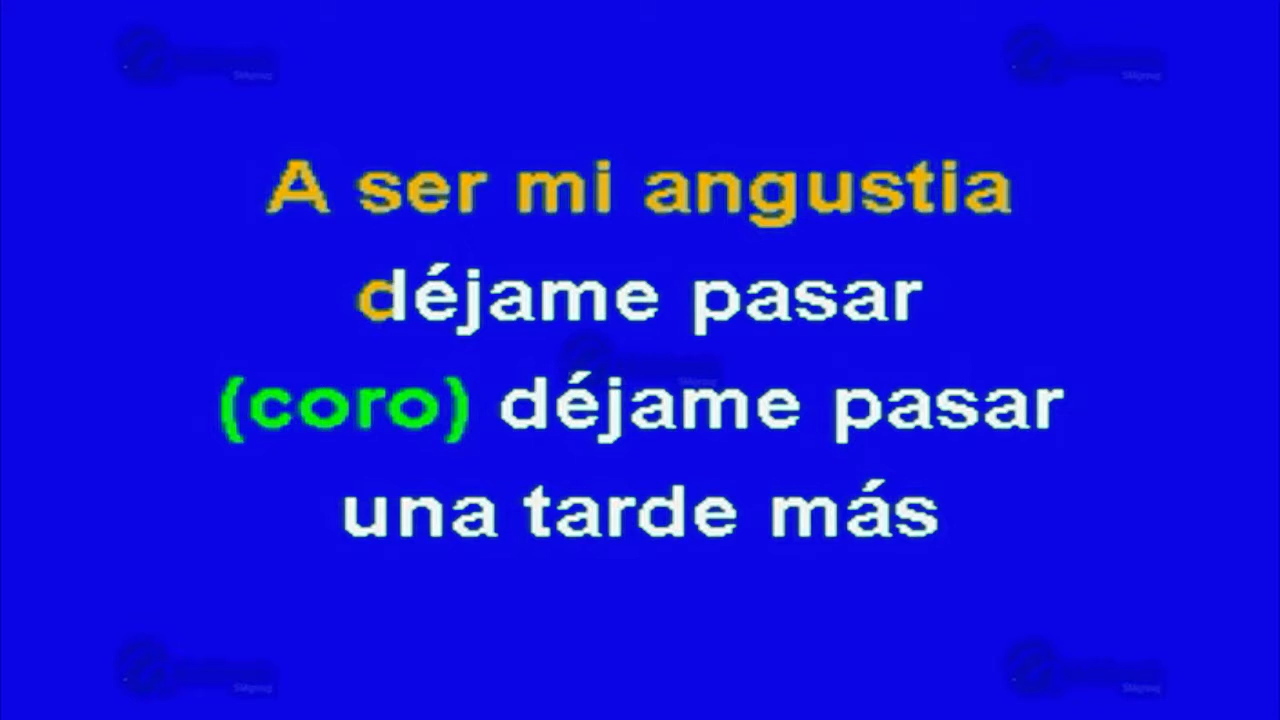 A ser mi angustia
déjame pasar
(coro) déjame pasar
una tarde más